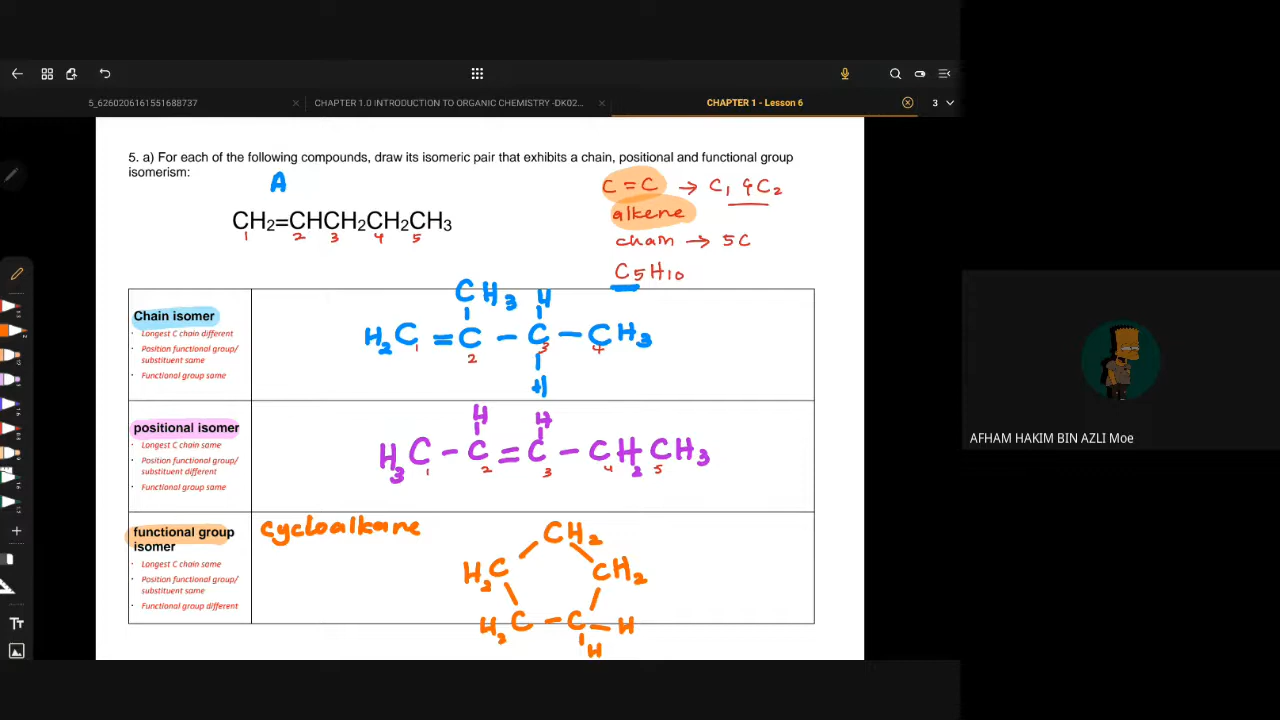 5_6260206161551688737
CHAPTER 1.0 INTRODUCTION TO ORGANIC CHEMISTRY -DK02...
CHAPTER 1 - Lesson 6
3
5. a) For each of the following compounds, draw its isomeric pair that exhibits a chain, positional and functional group
isomerism:
A
CH₂=CHCH₂CH₂CH₃
1 2 3 4 5
C=C → C₁ & C₂
alkene
chain → 5C
C₅H₁₀
Chain isomer
· Longest C chain different
· Position functional group/
substituent same
· Functional group same
CH₃ H
H₂C = C – C – CH₃
1 2 3 4
H
positional isomer
· Longest C chain same
· Position functional group/
substituent different
· Functional group same
H H
H₃C – C = C – CH₂CH₃
1 2 3 4 5
functional group
isomer
· Longest C chain same
· Position functional group/
substituent same
· Functional group different
cycloalkane
CH₂
H₂C CH₂
H₂C – C – H
H
Tт
AFHAM HAKIM BIN AZLI Moe